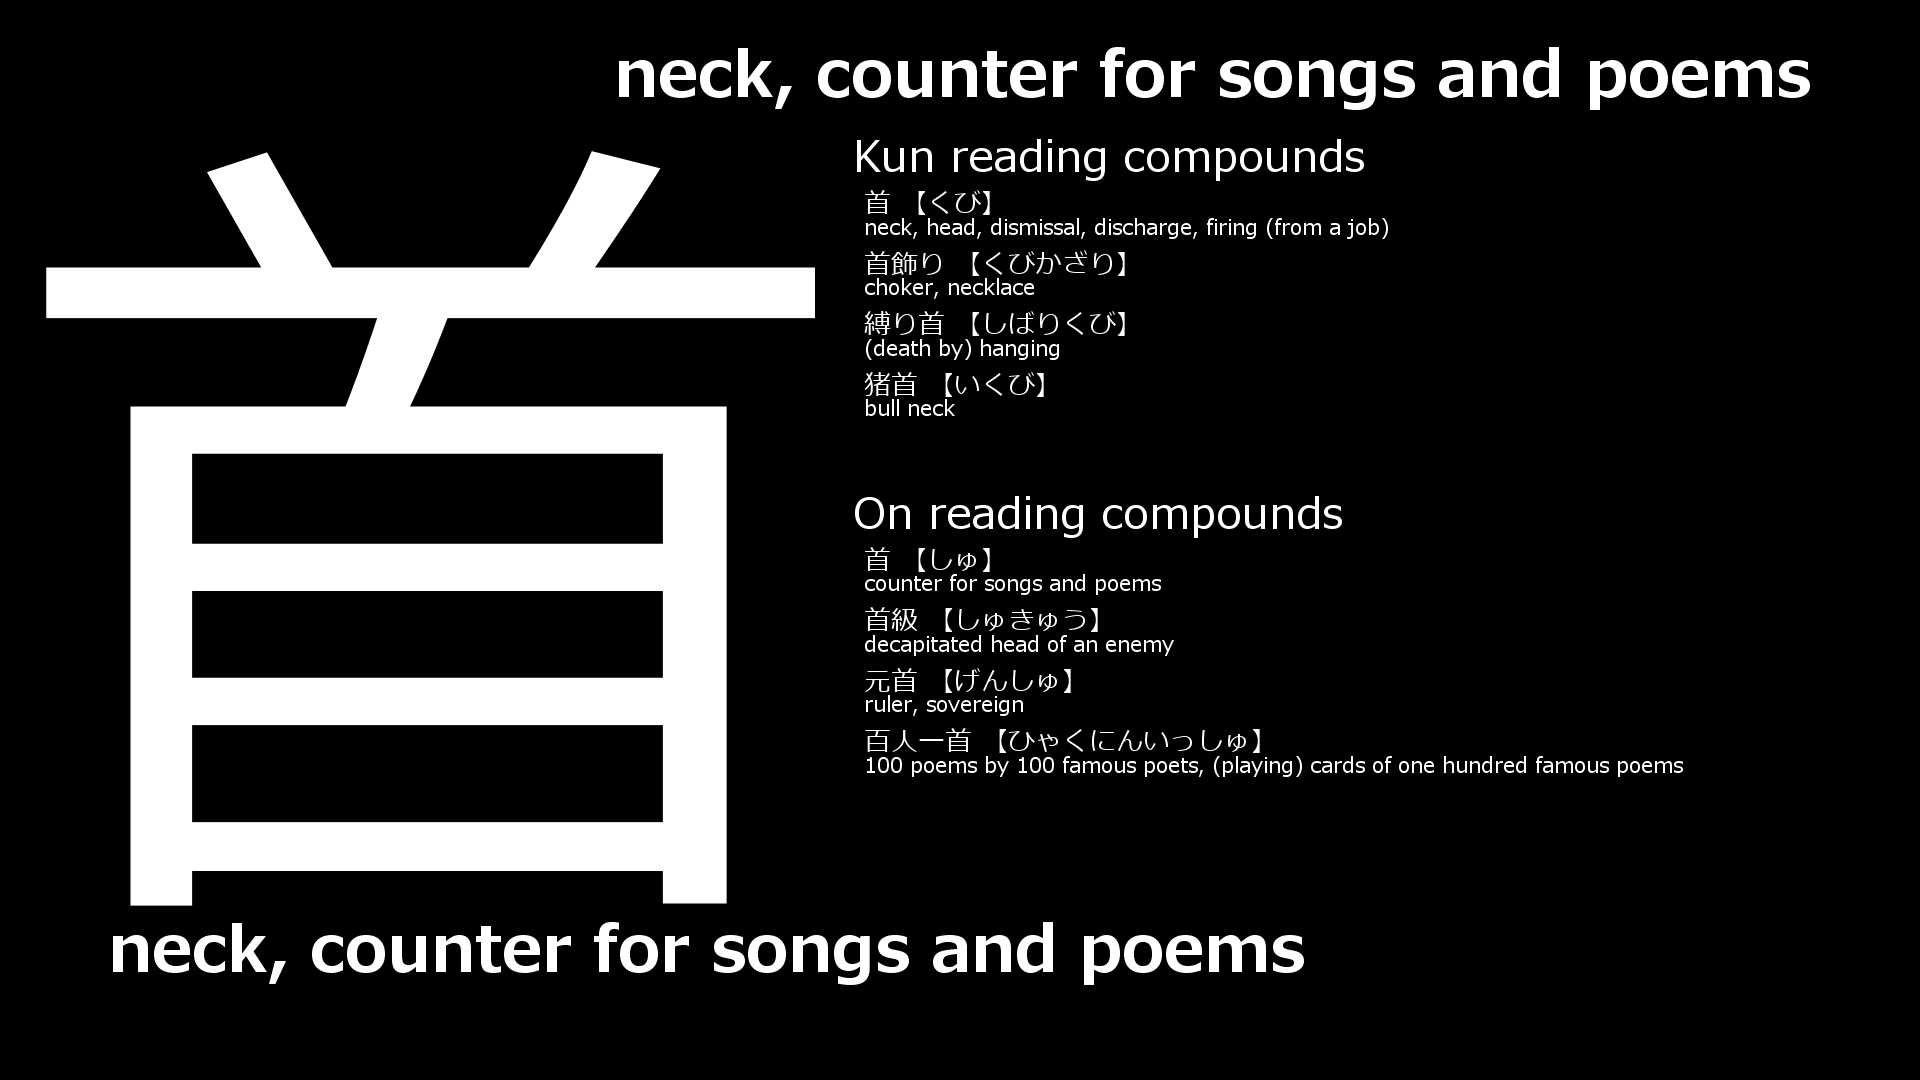 neck, counter for songs and poems
首
Kun reading compounds
首 【くび】
neck, head, dismissal, discharge, firing (from a job)
首飾り 【くびかざり】
choker, necklace
縛り首 【しばりくび】
(death by) hanging
猪首 【いくび】
bull neck
On reading compounds
首 【しゅ】
counter for songs and poems
首級 【しゅきゅう】
decapitated head of an enemy
元首 【げんしゅ】
ruler, sovereign
百人一首 【ひゃくにんいっしゅ】
100 poems by 100 famous poets, (playing) cards of one hundred famous poems
neck, counter for songs and poems